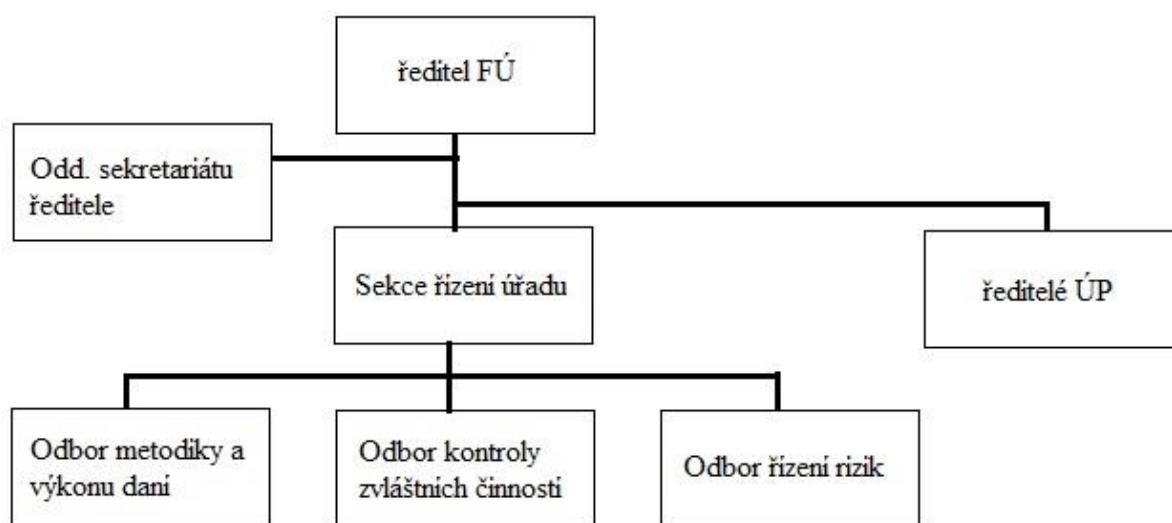 ředitel FÚ
Odd. sekretariátu
ředitele
Sekce řízení úřadu
ředitelé ÚP
Odbor metodiky a
výkonu daní
Odbor kontroly
zvláštních činností
Odbor řízení rizik